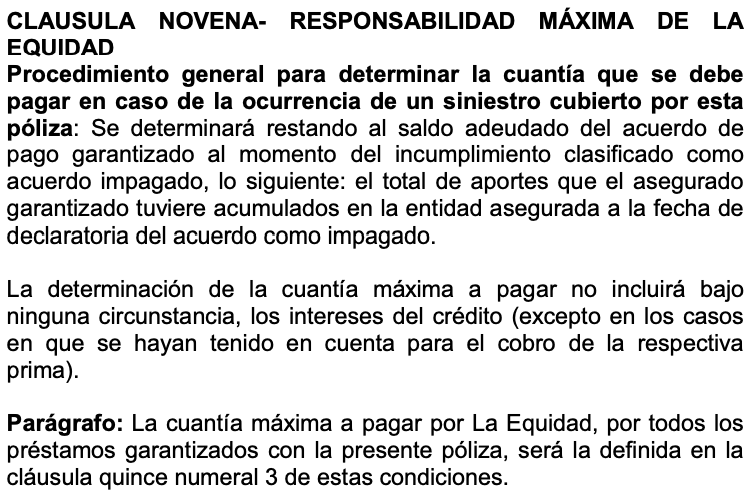 CLAUSULA NOVENA- RESPONSABILIDAD MÁXIMA DE LA
EQUIDAD
Procedimiento general para determinar la cuantía que se debe
pagar en caso de la ocurrencia de un siniestro cubierto por esta
póliza: Se determinará restando al saldo adeudado del acuerdo de
pago garantizado al momento del incumplimiento clasificado como
acuerdo impagado, lo siguiente: el total de aportes que el asegurado
garantizado tuviere acumulados en la entidad asegurada a la fecha de
declaratoria del acuerdo como impagado.
La determinación de la cuantía máxima a pagar no incluirá bajo
ninguna circunstancia, los intereses del crédito (excepto en los casos
en que se hayan tenido en cuenta para el cobro de la respectiva
prima).
Parágrafo: La cuantía máxima a pagar por La Equidad, por todos los
préstamos garantizados con la presente póliza, será la definida en la
cláusula quince numeral 3 de estas condiciones.